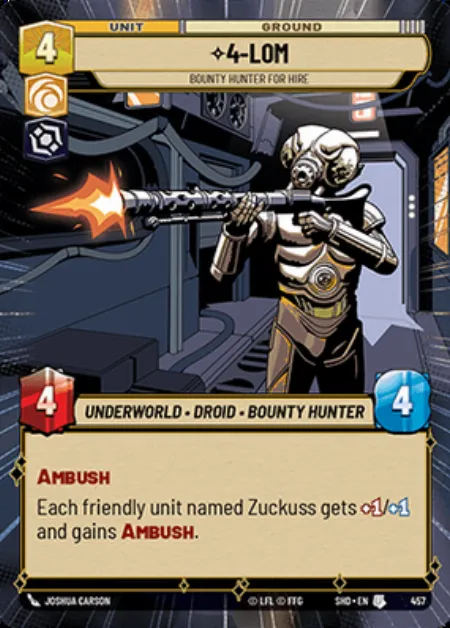 UNIT GROUND
4 ✧4-LOM
BOUNTY HUNTER FOR HIRE
4 UNDERWORLD • DROID • BOUNTY HUNTER 4
AMBUSH
Each friendly unit named Zuckuss gets +1/+1
and gains AMBUSH.
JOSHUA CARSON © LFL © FFG SHD • EN 457